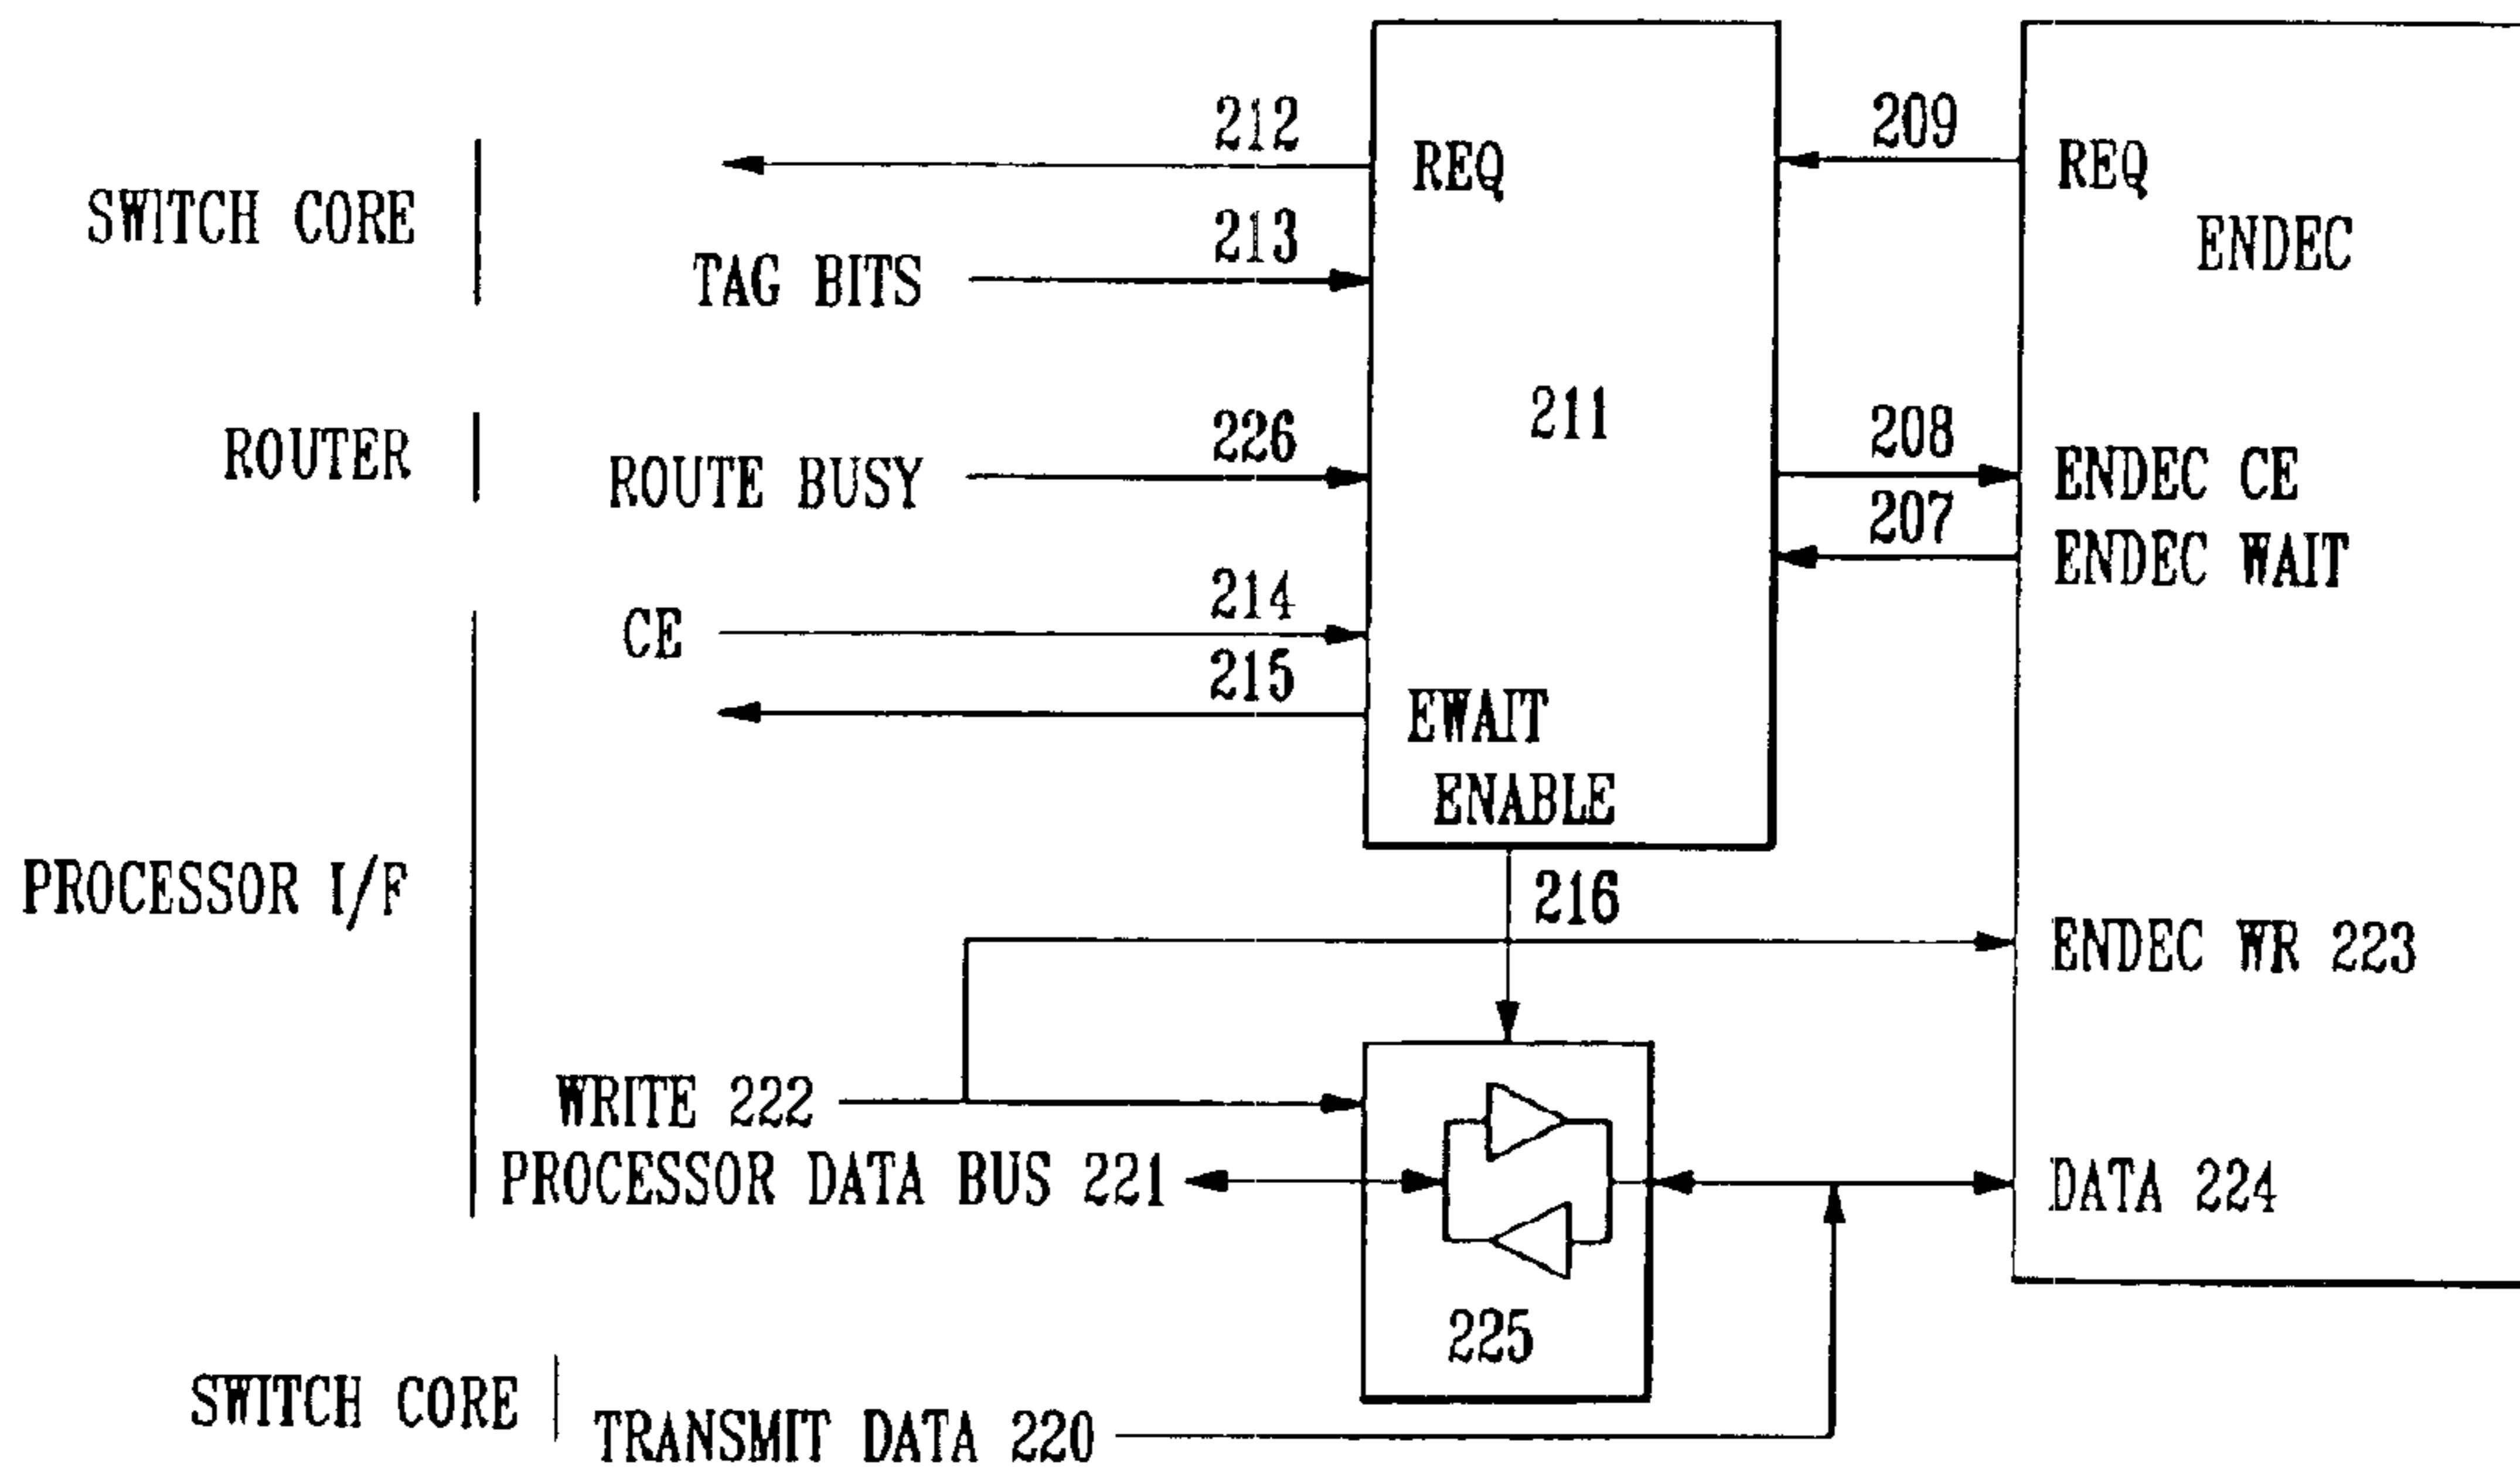 212
209
REQ
REQ
SWITCH CORE
213
ENDEC
TAG BITS
211
226
208
ROUTER
ROUTE BUSY
ENDEC CE
207
ENDEC WAIT
214
CE
215
EWAIT
ENABLE
PROCESSOR I/F
216
ENDEC WR 223
WRITE 222
PROCESSOR DATA BUS 221
DATA 224
225
SWITCH CORE
TRANSMIT DATA 220